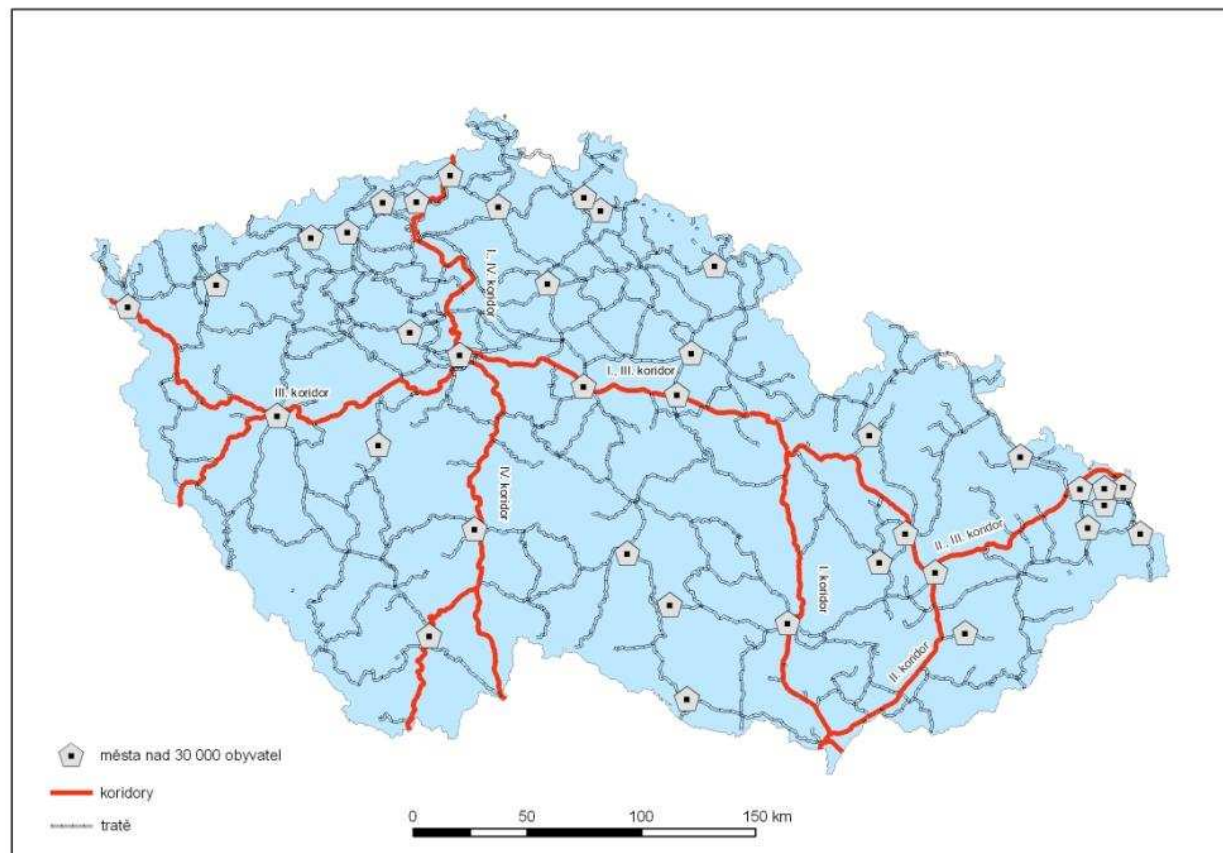 I., IV. koridor
I., III. koridor
III. koridor
IV. koridor
II., III. koridor
I. koridor
II. koridor
města nad 30 000 obyvatel
koridory
tratě
0 50 100 150 km